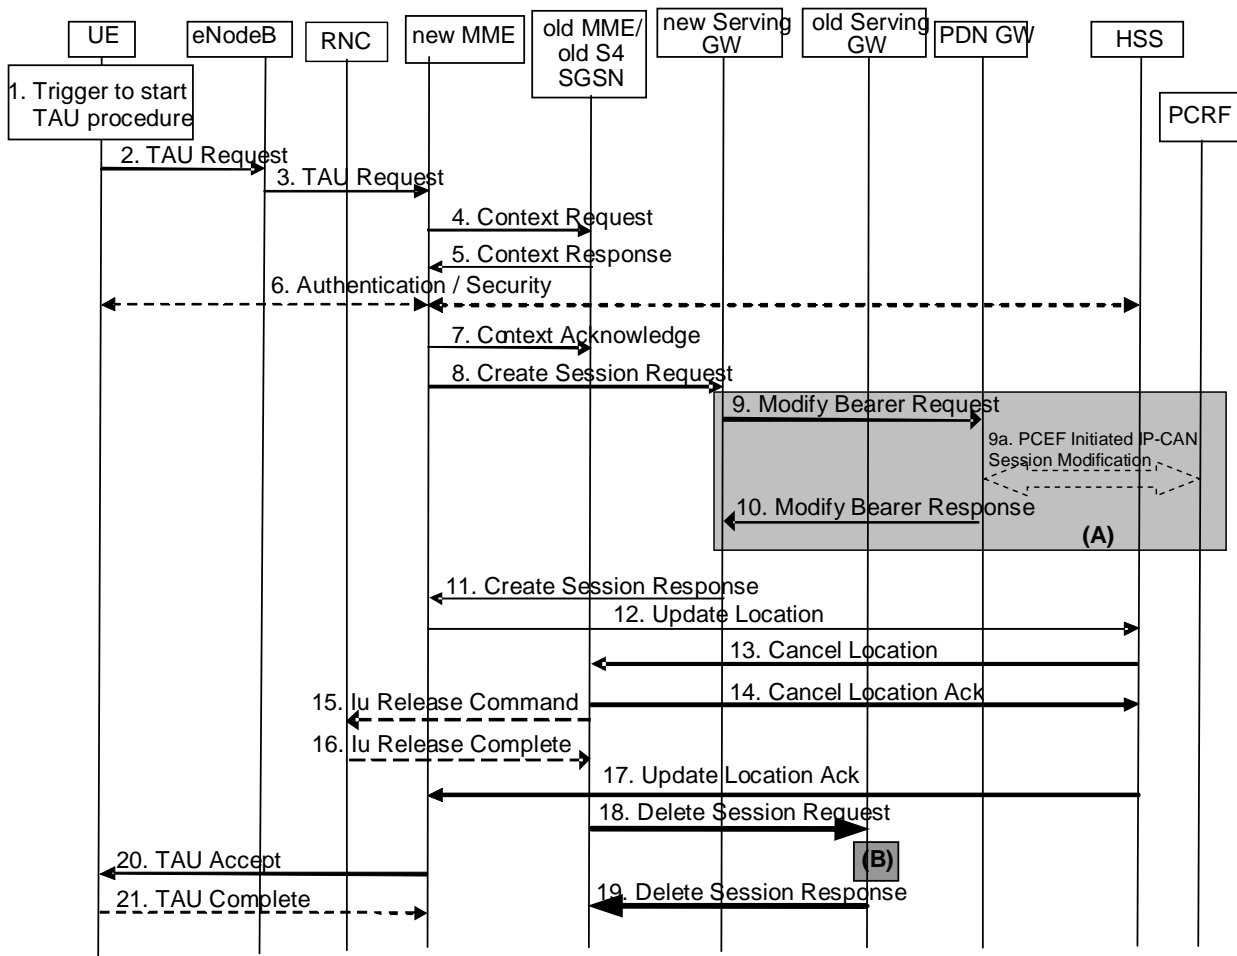 UE
eNodeB
RNC
new MME
old MME/
old S4
SGSN
new Serving
GW
old Serving
GW
PDN GW
HSS
PCRF
1. Trigger to start
TAU procedure
2. TAU Request
3. TAU Request
4. Context Request
5. Context Response
6. Authentication / Security
7. Context Acknowledge
8. Create Session Request
9. Modify Bearer Request
9a. PCEF Initiated IP-CAN
Session Modification
10. Modify Bearer Response
(A)
11. Create Session Response
12. Update Location
13. Cancel Location
14. Cancel Location Ack
15. Iu Release Command
16. Iu Release Complete
17. Update Location Ack
18. Delete Session Request
(B)
20. TAU Accept
19. Delete Session Response
21. TAU Complete